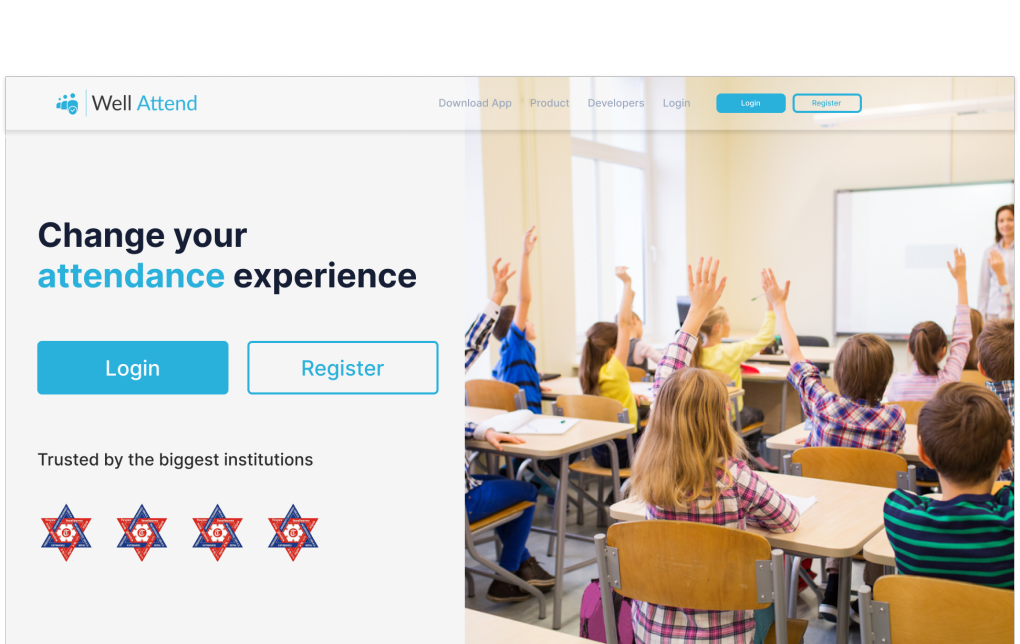 Well Attend
Download App Product Developers Login Login Register
Change your
attendance experience
Login Register
Trusted by the biggest institutions